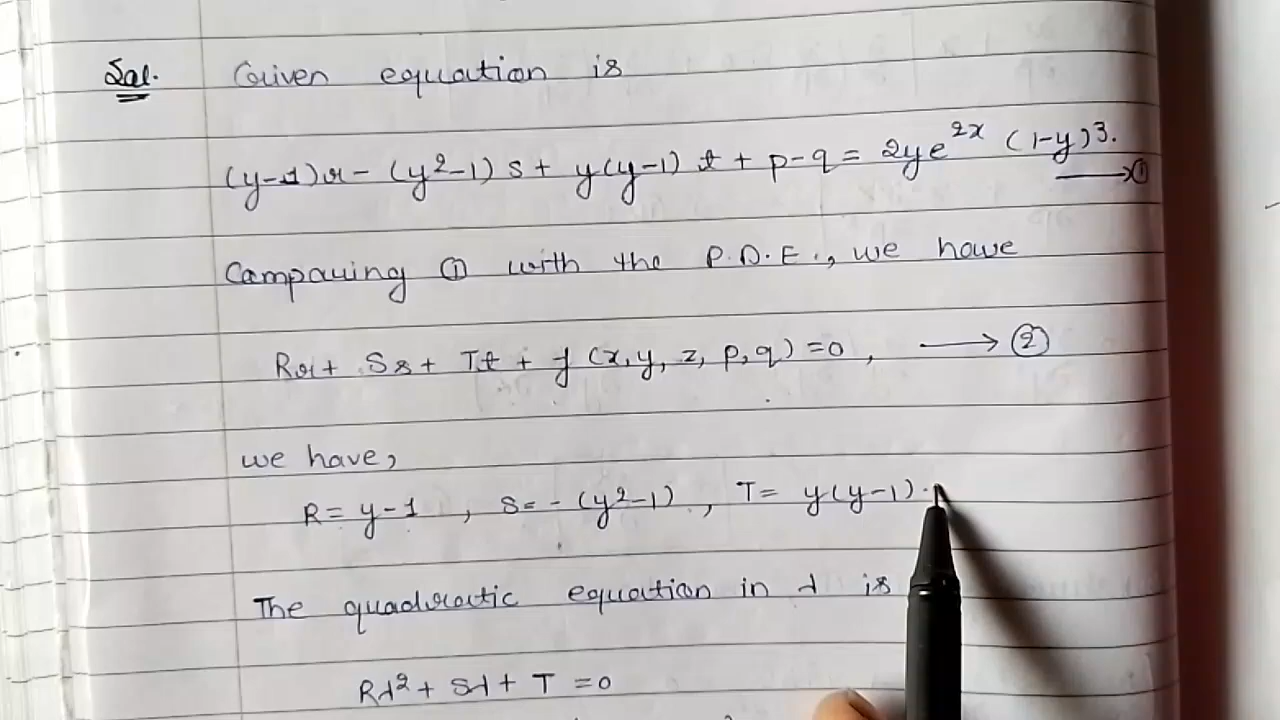 Sol. Given equation is
(y-1)r - (y²-1) s + y(y-1) t + p-q = 2ye^{2x} (1-y)³.
→①
Comparing ① with the P.D.E., we have
Rr + Ss + Tt + f (x, y, z, p, q) = 0, → ②
we have,
R = y-1 , S = - (y²-1) , T = y(y-1).
The quadratic equation in λ is
Rλ² + Sλ + T = 0